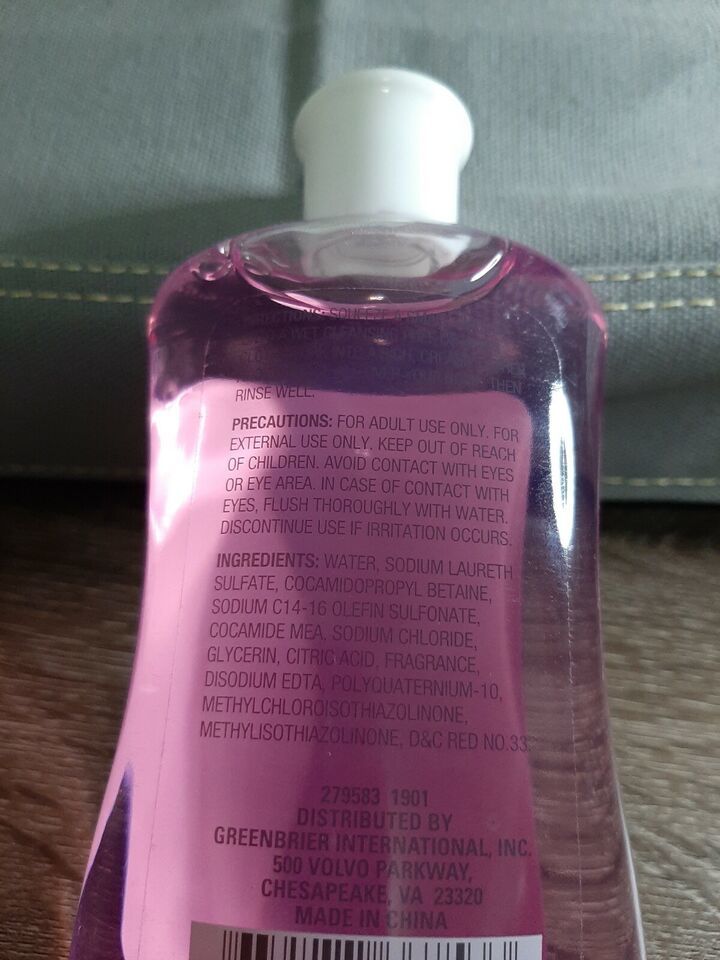 SQUEEZE A
WET CLEANSING
THEN
RINSE WELL.
PRECAUTIONS: FOR ADULT USE ONLY. FOR
EXTERNAL USE ONLY. KEEP OUT OF REACH
OF CHILDREN. AVOID CONTACT WITH EYES
OR EYE AREA. IN CASE OF CONTACT WITH
EYES, FLUSH THOROUGHLY WITH WATER.
DISCONTINUE USE IF IRRITATION OCCURS.
INGREDIENTS: WATER, SODIUM LAURETH
SULFATE, COCAMIDOPROPYL BETAINE,
SODIUM C14-16 OLEFIN SULFONATE,
COCAMIDE MEA, SODIUM CHLORIDE,
GLYCERIN, CITRIC ACID, FRAGRANCE,
DISODIUM EDTA, POLYQUATERNIUM-10,
METHYLCHLOROISOTHIAZOLINONE,
METHYLISOTHIAZOLINONE, D&C RED NO.33.
279583 1901
DISTRIBUTED BY
GREENBRIER INTERNATIONAL, INC.
500 VOLVO PARKWAY,
CHESAPEAKE, VA 23320
MADE IN CHINA